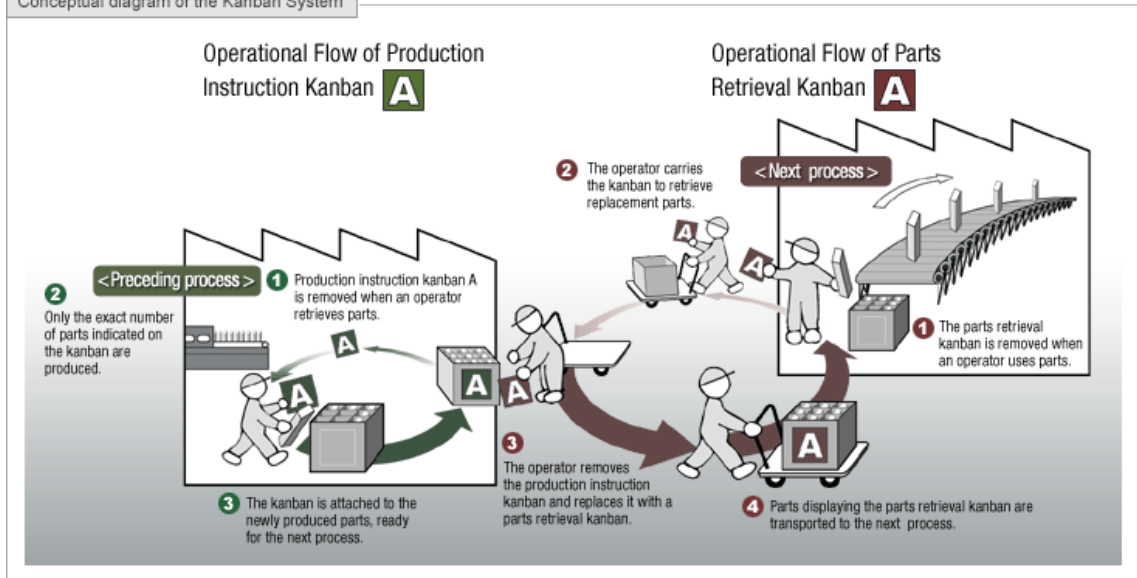 Conceptual diagram of the Kanban System
Operational Flow of Production
Instruction Kanban A
Operational Flow of Parts
Retrieval Kanban A
<Next process>
2 The operator carries
the kanban to retrieve
replacement parts.
A
A
1 The parts retrieval
kanban is removed when
an operator uses parts.
<Preceding process>
1 Production instruction kanban A
is removed when an operator
retrieves parts.
2
Only the exact number
of parts indicated on
the kanban are
produced.
A
A
A
A
3 The kanban is attached to the
newly produced parts, ready
for the next process.
3
The operator removes
the production instruction
kanban and replaces it with a
parts retrieval kanban.
A
4 Parts displaying the parts retrieval kanban are
transported to the next process.